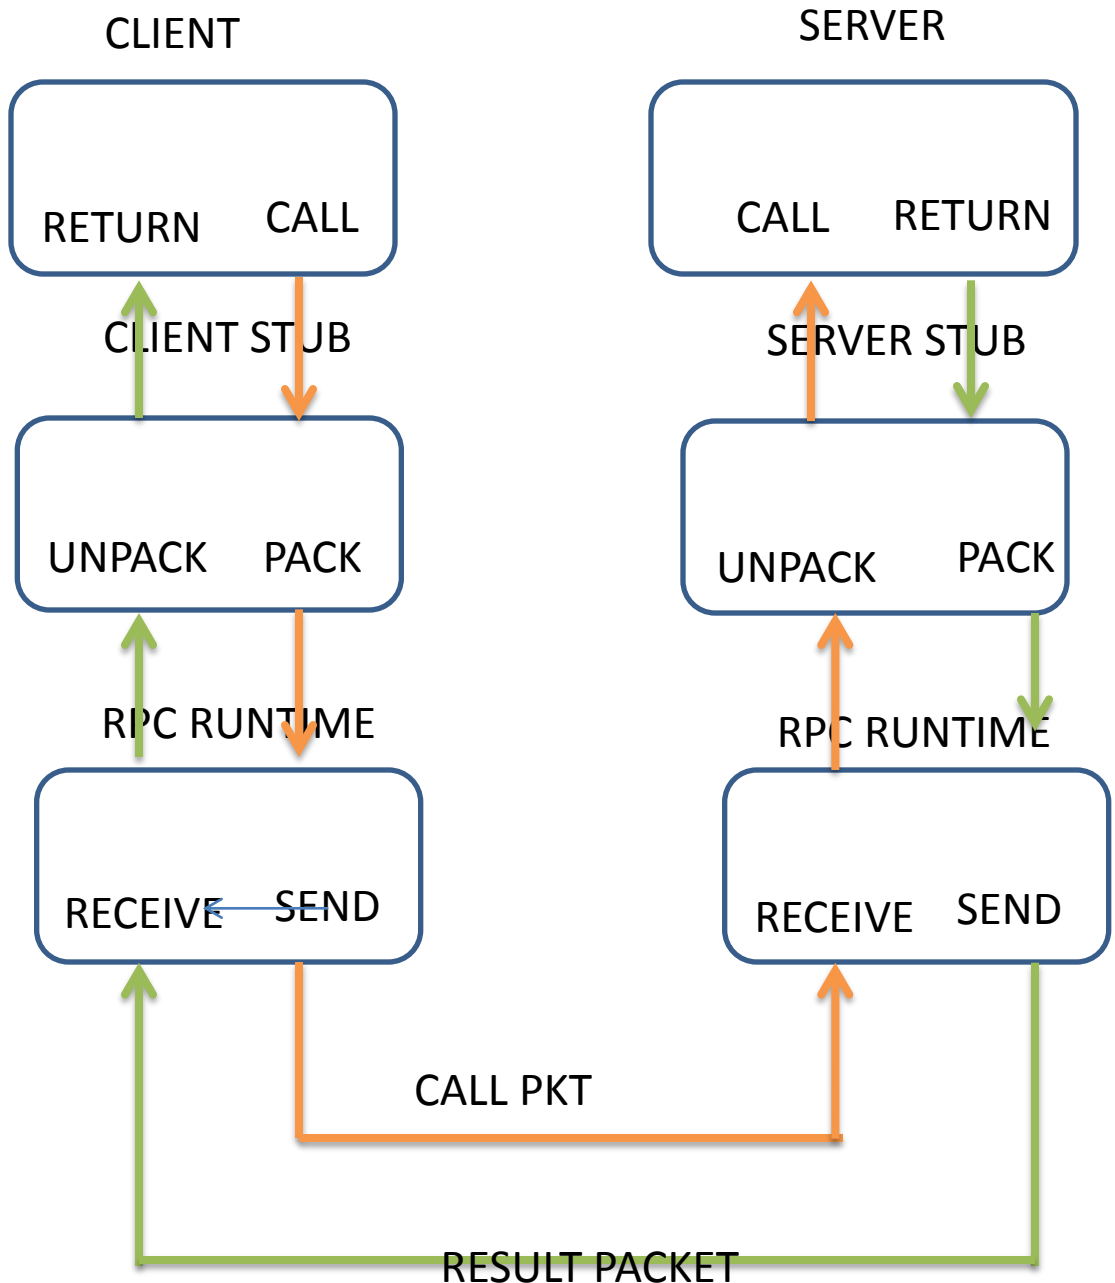 CLIENT
SERVER
RETURN CALL
CALL RETURN
CLIENT STUB
SERVER STUB
UNPACK PACK
UNPACK PACK
RPC RUNTIME
RPC RUNTIME
RECEIVE SEND
RECEIVE SEND
CALL PKT
RESULT PACKET